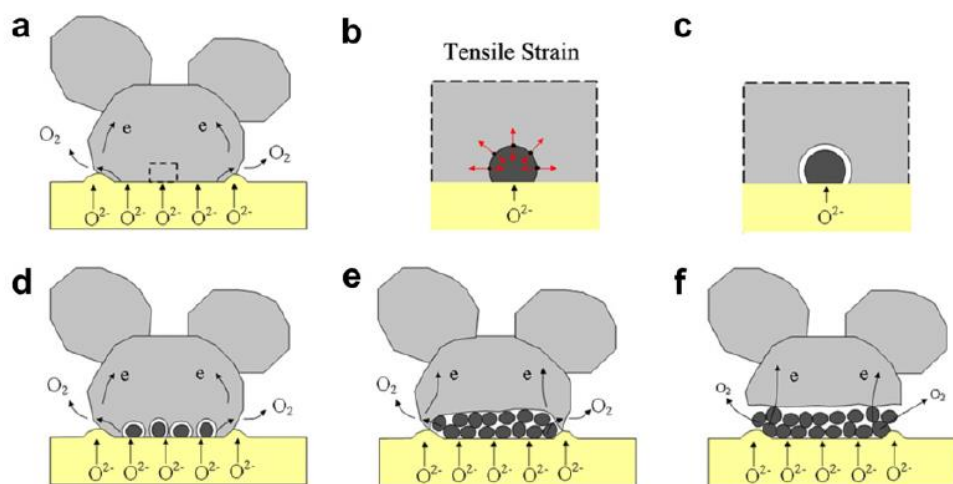 a
e e
O₂ O₂
O²⁻ O²⁻ O²⁻ O²⁻ O²⁻
b
Tensile Strain
O²⁻
c
O²⁻
d
e e
O₂ O₂
O²⁻ O²⁻ O²⁻ O²⁻ O²⁻
e
e e
O₂ O₂
O²⁻ O²⁻ O²⁻ O²⁻ O²⁻
f
e e
O₂ O₂
O²⁻ O²⁻ O²⁻ O²⁻ O²⁻